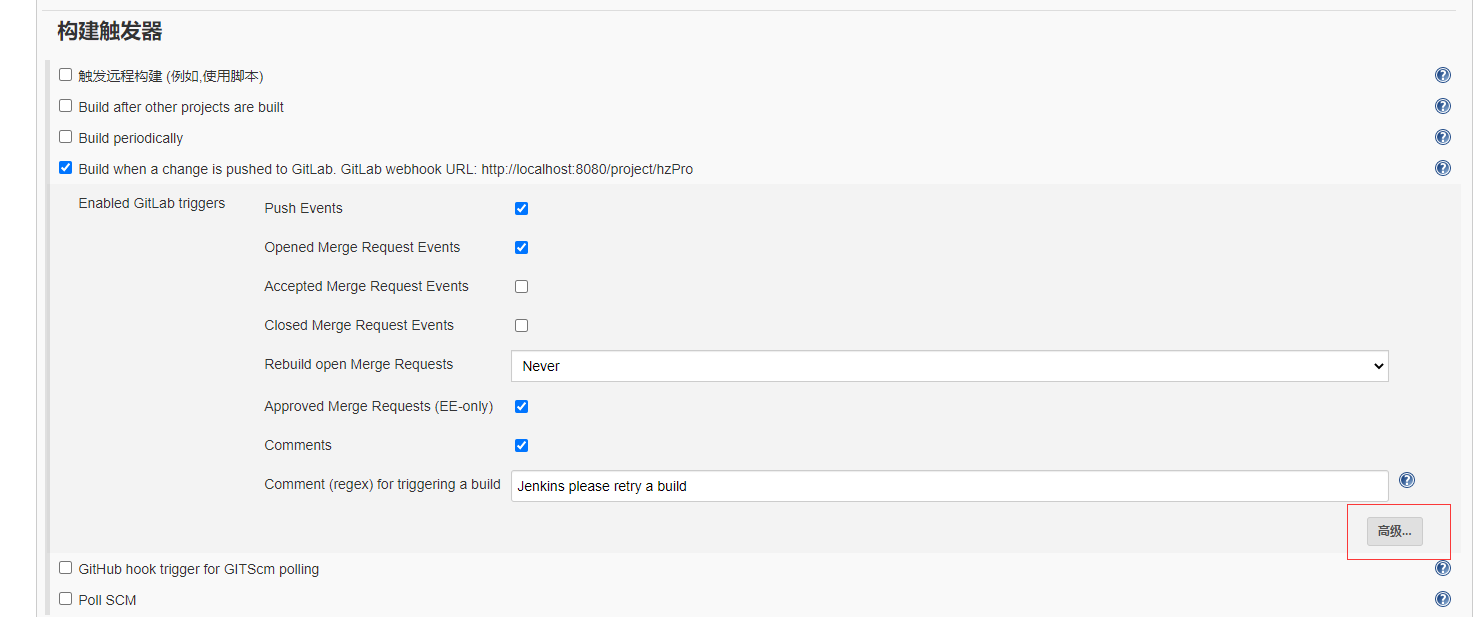 构建触发器
触发远程构建 (例如,使用脚本)
Build after other projects are built
Build periodically
Build when a change is pushed to GitLab. GitLab webhook URL: http://localhost:8080/project/hzPro
Enabled GitLab triggers
Push Events
Opened Merge Request Events
Accepted Merge Request Events
Closed Merge Request Events
Rebuild open Merge Requests
Never
Approved Merge Requests (EE-only)
Comments
Comment (regex) for triggering a build
Jenkins please retry a build
高级...
GitHub hook trigger for GITScm polling
Poll SCM